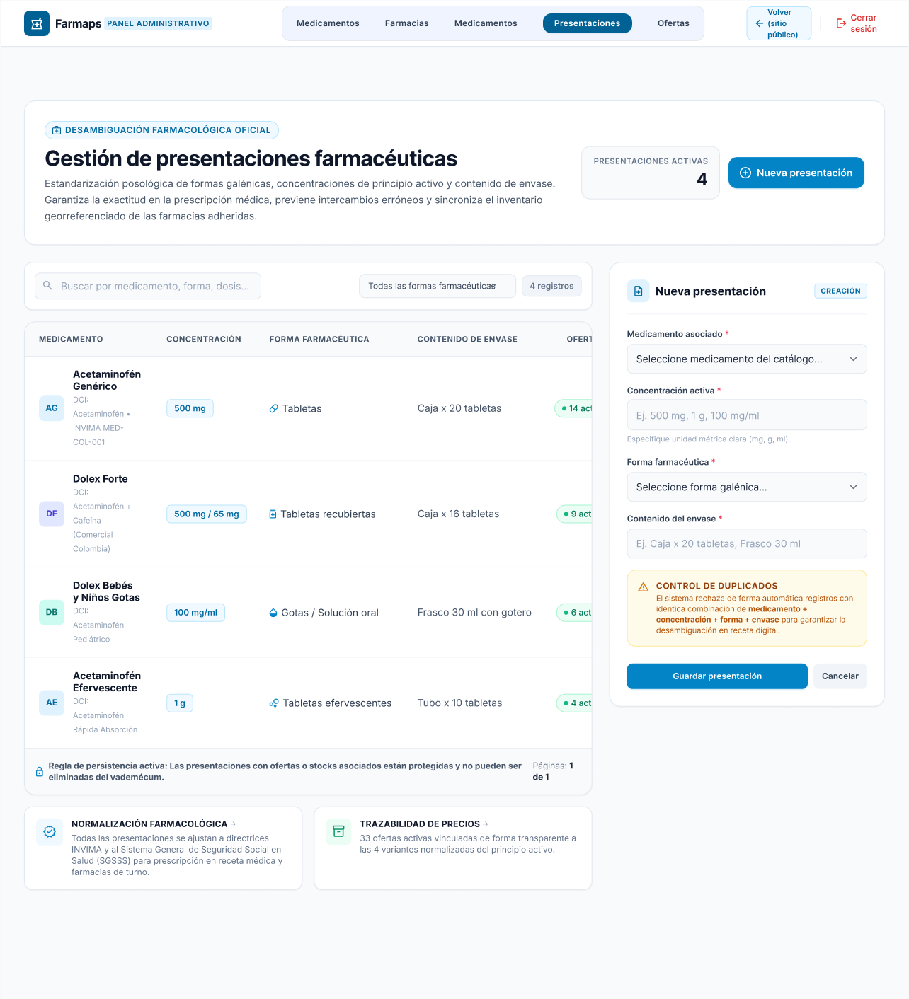 Farmaps PANEL ADMINISTRATIVO
Medicamentos
Farmacias
Medicamentos
Presentaciones
Ofertas
Volver
(sitio
público)
Cerrar
sesión
DESAMBIGUACIÓN FARMACOLÓGICA OFICIAL
Gestión de presentaciones farmacéuticas
Estandarización posológica de formas galénicas, concentraciones de principio activo y contenido de envase.
Garantiza la exactitud en la prescripción médica, previene intercambios erróneos y sincroniza el inventario
georreferenciado de las farmacias adheridas.
PRESENTACIONES ACTIVAS
4
Nueva presentación
Buscar por medicamento, forma, dosis...
Todas las formas farmacéuticas
4 registros
MEDICAMENTO
CONCENTRACIÓN
FORMA FARMACÉUTICA
CONTENIDO DE ENVASE
OFERT
AG
Acetaminofén
Genérico
DCI:
Acetaminofén •
INVIMA MED-
COL-001
500 mg
Tabletas
Caja x 20 tabletas
14 act
DF
Dolex Forte
DCI:
Acetaminofén +
Cafeína
(Comercial
Colombia)
500 mg / 65 mg
Tabletas recubiertas
Caja x 16 tabletas
9 act
DB
Dolex Bebés
y Niños Gotas
DCI:
Acetaminofén
Pediátrico
100 mg/ml
Gotas / Solución oral
Frasco 30 ml con gotero
6 act
AE
Acetaminofén
Efervescente
DCI:
Acetaminofén
Rápida Absorción
1 g
Tabletas efervescentes
Tubo x 10 tabletas
4 act
Regla de persistencia activa: Las presentaciones con ofertas o stocks asociados están protegidas y no pueden ser
eliminadas del vademécum.
Páginas: 1
de 1
NORMALIZACIÓN FARMACOLÓGICA →
Todas las presentaciones se ajustan a directrices
INVIMA y al Sistema General de Seguridad Social en
Salud (SGSSS) para prescripción en receta médica y
farmacias de turno.
TRAZABILIDAD DE PRECIOS →
33 ofertas activas vinculadas de forma transparente a
las 4 variantes normalizadas del principio activo.
Nueva presentación
CREACIÓN
Medicamento asociado *
Seleccione medicamento del catálogo...
Concentración activa *
Ej. 500 mg, 1 g, 100 mg/ml
Especifique unidad métrica clara (mg, g, ml).
Forma farmacéutica *
Seleccione forma galénica...
Contenido del envase *
Ej. Caja x 20 tabletas, Frasco 30 ml
CONTROL DE DUPLICADOS
El sistema rechaza de forma automática registros con
idéntica combinación de medicamento +
concentración + forma + envase para garantizar la
desambiguación en receta digital.
Guardar presentación
Cancelar